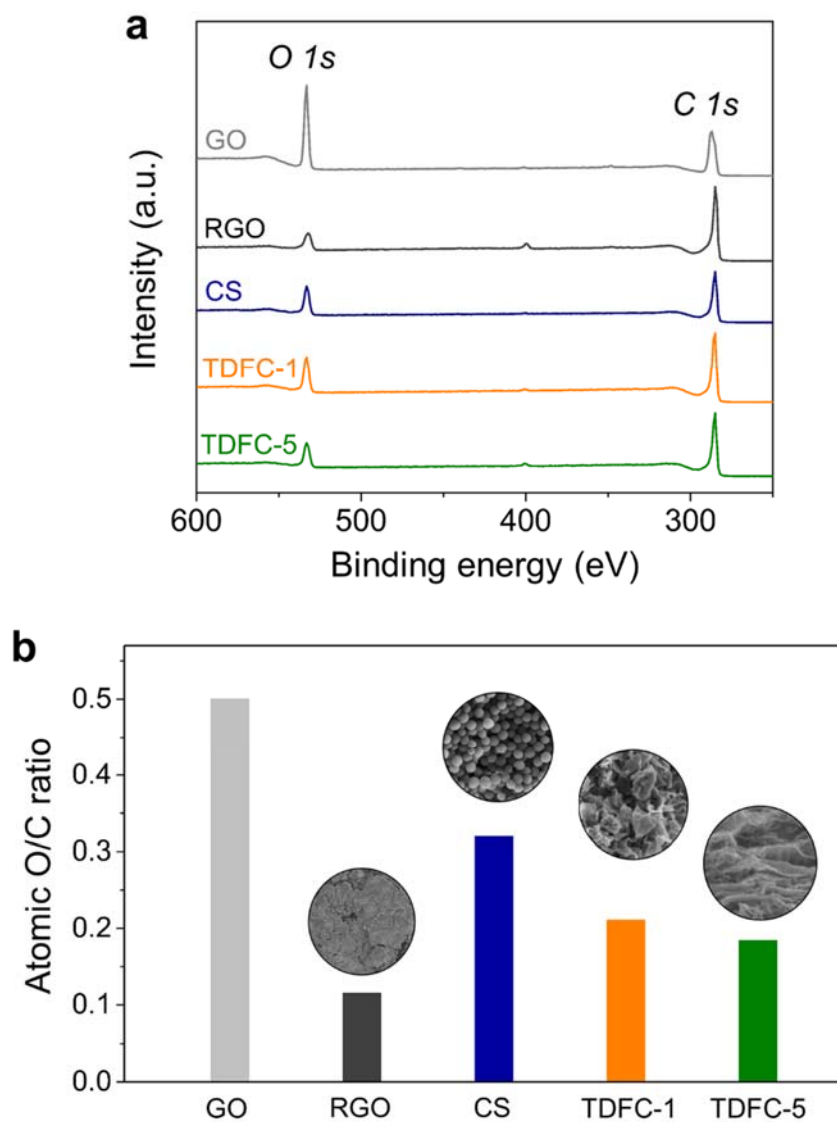 a
O 1s
C 1s
GO
RGO
CS
TDFC-1
TDFC-5
Intensity (a.u.)
600
500
400
300
Binding energy (eV)
b
Atomic O/C ratio
0.5
0.4
0.3
0.2
0.1
0.0
GO
RGO
CS
TDFC-1
TDFC-5